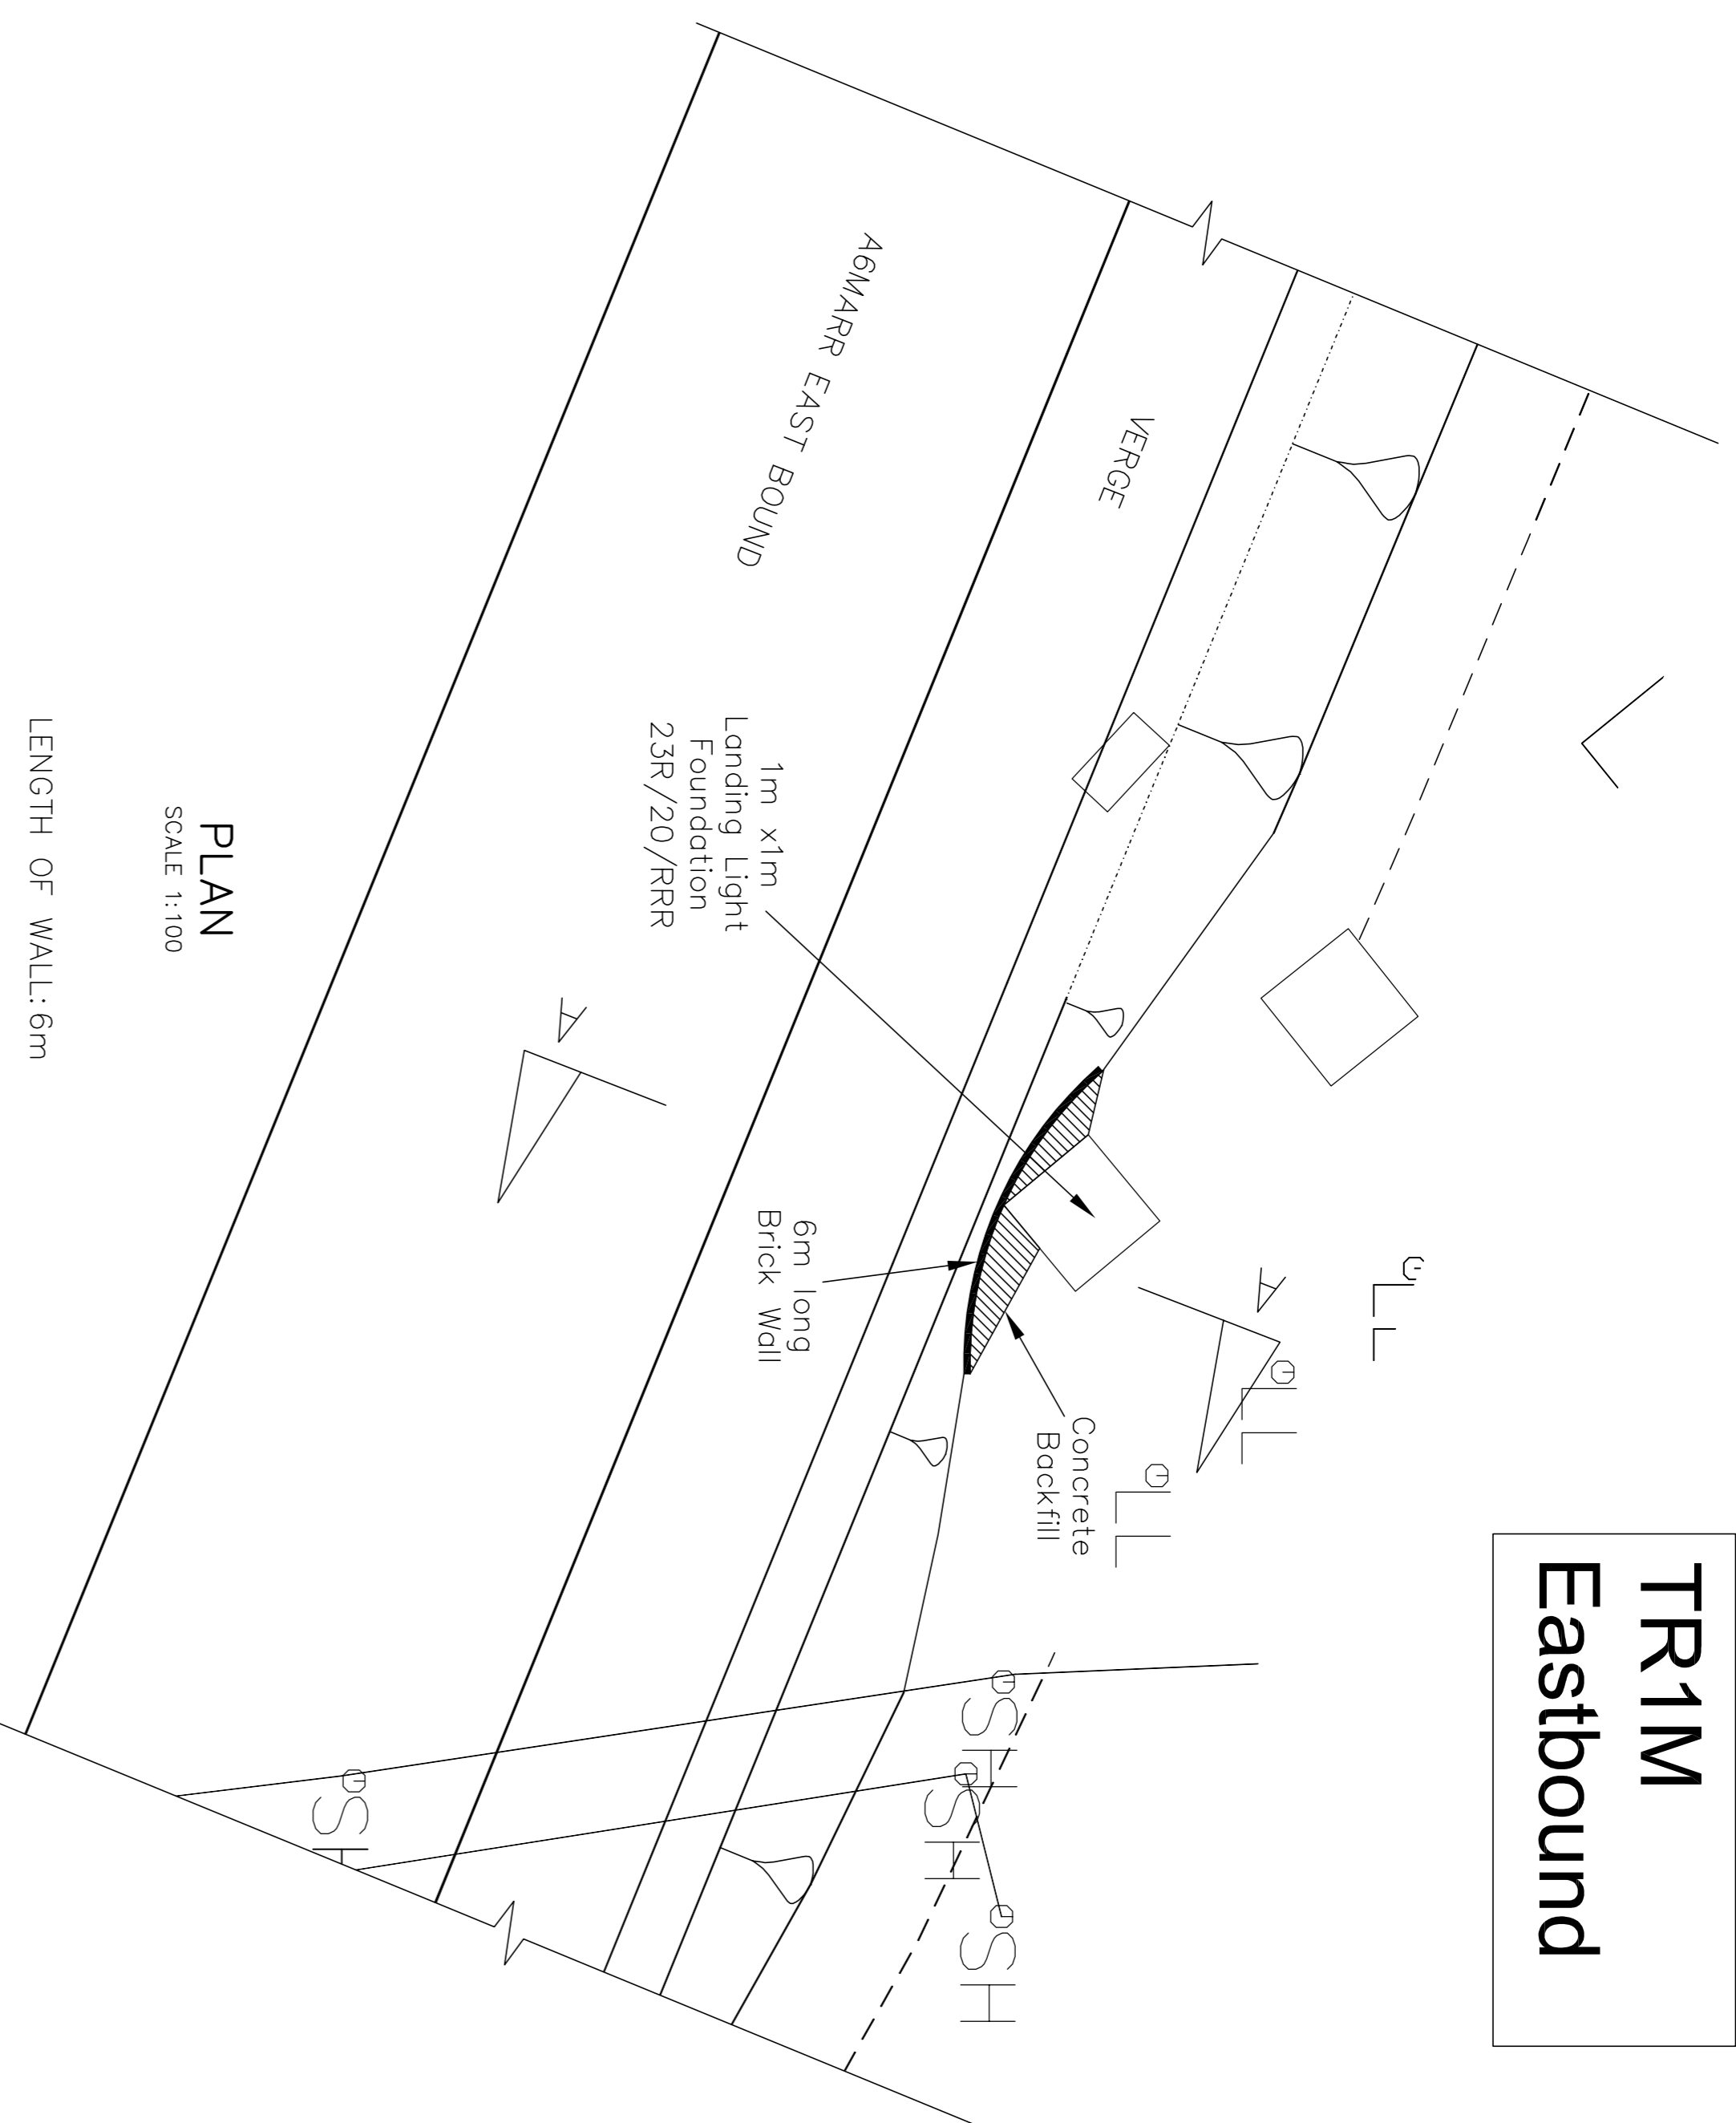 TR1M
Eastbound
A6MARR EAST BOUND
VERGE
1m x1m
Landing Light
Foundation
23R/20/RRR
6m long
Brick Wall
Concrete
Backfill
A
A
LL
LL
LL
SH
SH
SH
SH
PLAN
SCALE 1:100
LENGTH OF WALL: 6m